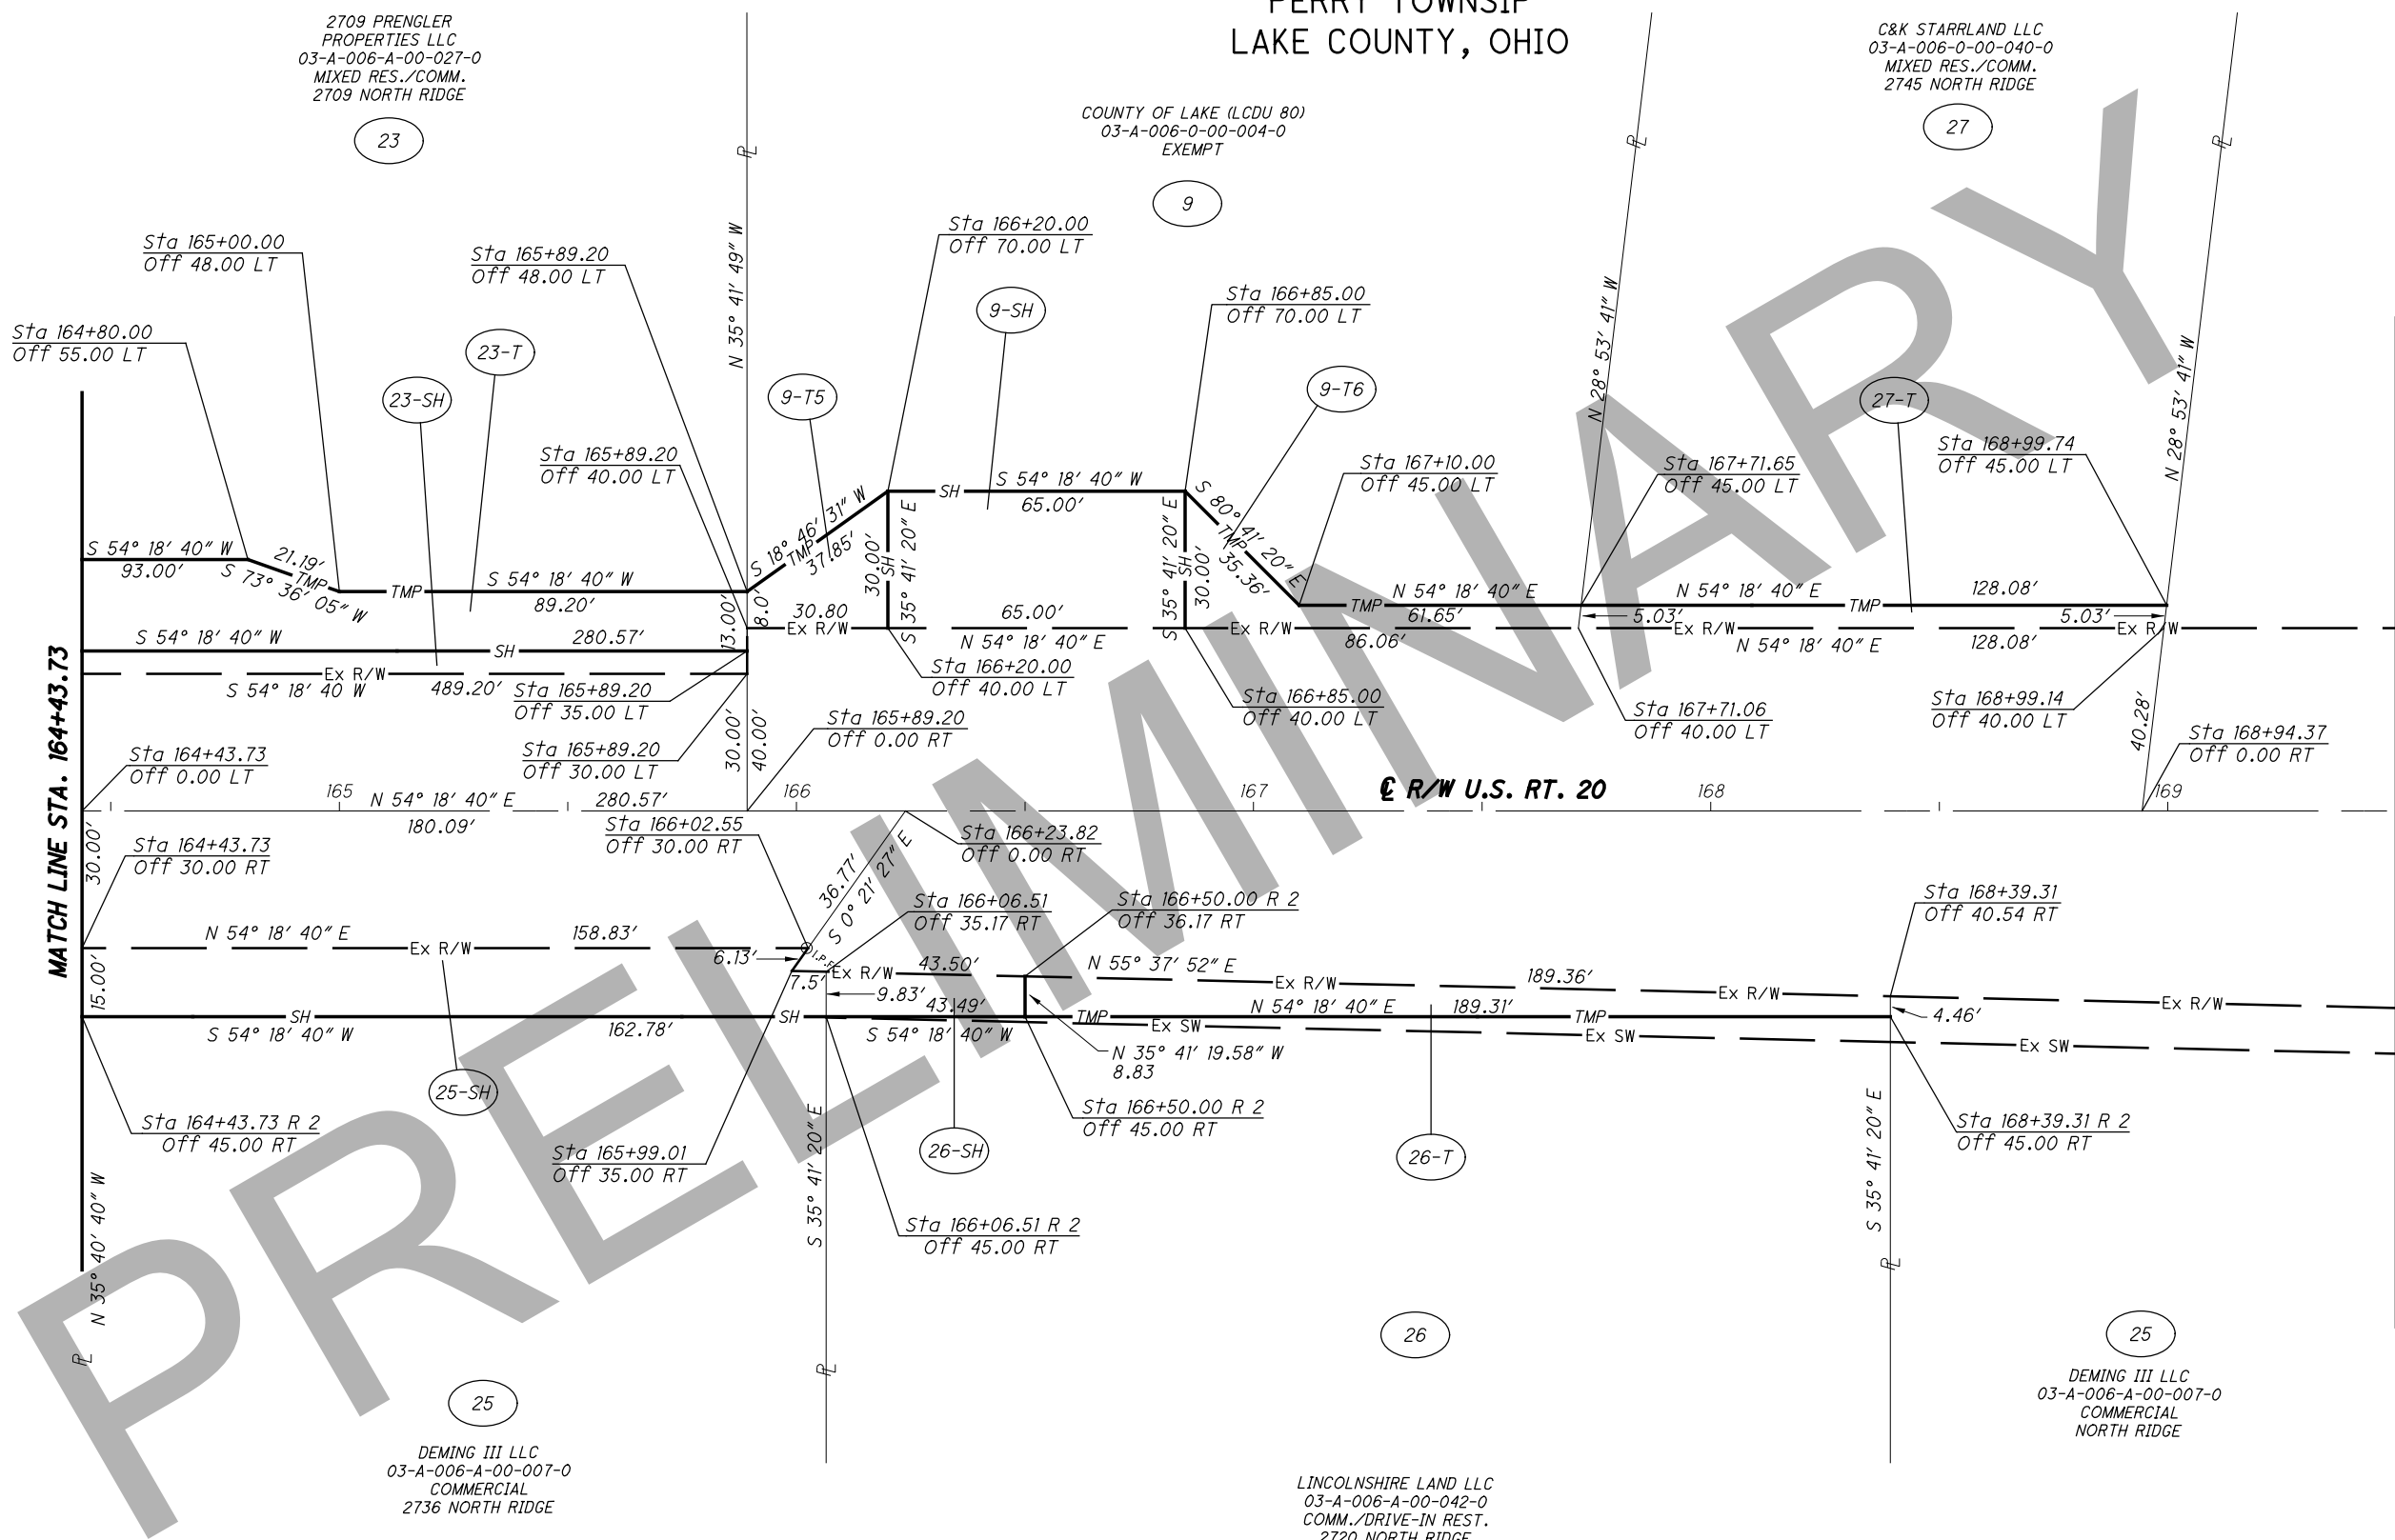 PERRY TOWNSIP
LAKE COUNTY, OHIO
2709 PRENGLER
PROPERTIES LLC
03-A-006-A-00-027-0
MIXED RES./COMM.
2709 NORTH RIDGE
23
COUNTY OF LAKE (LCDU 80)
03-A-006-0-00-004-0
EXEMPT
9
C&K STARRLAND LLC
03-A-006-0-00-040-0
MIXED RES./COMM.
2745 NORTH RIDGE
27
PL
PL
PL
Sta 165+00.00
Off 48.00 LT
Sta 165+89.20
Off 48.00 LT
N 35° 41' 49" W
Sta 166+20.00
Off 70.00 LT
9-SH
Sta 166+85.00
Off 70.00 LT
N 28° 53' 41" W
N 28° 53' 41" W
Sta 164+80.00
Off 55.00 LT
23-T
23-SH
9-T5
9-T6
27-T
Sta 165+89.20
Off 40.00 LT
Sta 167+10.00
Off 45.00 LT
Sta 167+71.65
Off 45.00 LT
Sta 168+99.74
Off 45.00 LT
S 54° 18' 40" W
93.00'
21.19'
TMP
S 73° 36' 05" W
TMP
S 54° 18' 40" W
89.20'
S 18° 46' 31" W
TMP
37.85'
SH
S 54° 18' 40" W
65.00'
30.00'
SH
S 35° 41' 20" E
S 35° 41' 20" E
SH
30.00'
S 80° 41' 20" E
TMP
35.36'
TMP
N 54° 18' 40" E
61.65'
N 54° 18' 40" E
TMP
128.08'
5.03'
5.03'
13.00'
8.0'
30.80
Ex R/W
65.00'
N 54° 18' 40" E
Ex R/W
86.06'
Ex R/W
N 54° 18' 40" E
128.08'
Ex R/W
S 54° 18' 40" W
SH
280.57'
Ex R/W
S 54° 18' 40 W
489.20'
Sta 165+89.20
Off 35.00 LT
Sta 166+20.00
Off 40.00 LT
Sta 166+85.00
Off 40.00 LT
Sta 167+71.06
Off 40.00 LT
Sta 168+99.14
Off 40.00 LT
40.28'
Sta 168+94.37
Off 0.00 RT
MATCH LINE STA. 164+43.73
Sta 164+43.73
Off 0.00 LT
Sta 165+89.20
Off 30.00 LT
30.00'
40.00'
Sta 165+89.20
Off 0.00 RT
165
N 54° 18' 40" E
280.57'
180.09'
166
167
CL R/W U.S. RT. 20
168
169
30.00'
Sta 164+43.73
Off 30.00 RT
Sta 166+02.55
Off 30.00 RT
36.77'
S 0° 21' 27" E
Sta 166+23.82
Off 0.00 RT
Sta 166+06.51
Off 35.17 RT
Sta 166+50.00 R 2
Off 36.17 RT
Sta 168+39.31
Off 40.54 RT
N 54° 18' 40" E
Ex R/W
158.83'
I.P.F.
6.13'
7.5'
Ex R/W
43.50'
N 55° 37' 52" E
Ex R/W
189.36'
Ex R/W
Ex R/W
9.83'
15.00'
SH
S 54° 18' 40" W
162.78'
SH
43.49'
S 54° 18' 40" W
TMP
Ex SW
N 54° 18' 40" E
189.31'
TMP
Ex SW
4.46'
Ex SW
N 35° 41' 19.58" W
8.83
25-SH
Sta 164+43.73 R 2
Off 45.00 RT
Sta 165+99.01
Off 35.00 RT
26-SH
Sta 166+50.00 R 2
Off 45.00 RT
26-T
Sta 168+39.31 R 2
Off 45.00 RT
S 35° 41' 20" E
S 35° 41' 20" E
N 35° 40' 40" W
Sta 166+06.51 R 2
Off 45.00 RT
PL
PL
PL
25
DEMING III LLC
03-A-006-A-00-007-0
COMMERCIAL
2736 NORTH RIDGE
26
LINCOLNSHIRE LAND LLC
03-A-006-A-00-042-0
COMM./DRIVE-IN REST.
2720 NORTH RIDGE
25
DEMING III LLC
03-A-006-A-00-007-0
COMMERCIAL
NORTH RIDGE
PRELIMINARY